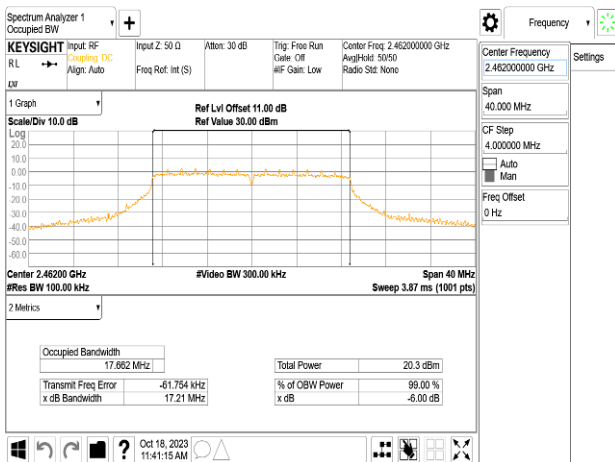 Spectrum Analyzer 1
Occupied BW
+
Frequency
KEYSIGHT
RL
Input: RF
Coupling: DC
Align: Auto
Input Z: 50 Ω
Freq Ref: Int (S)
Atten: 30 dB
Trig: Free Run
Gate: Off
#IF Gain: Low
Center Freq: 2.462000000 GHz
Avg|Hold: 50/50
Radio Std: None
Center Frequency
2.462000000 GHz
Settings
Span
40.000 MHz
CF Step
4.000000 MHz
Auto
Man
Freq Offset
0 Hz
1 Graph
Scale/Div 10.0 dB
Ref Lvl Offset 11.00 dB
Ref Value 30.00 dBm
Log
20.0
10.0
0.00
-10.0
-20.0
-30.0
-40.0
-50.0
-60.0
Center 2.46200 GHz
#Video BW 300.00 kHz
Span 40 MHz
#Res BW 100.00 kHz
Sweep 3.87 ms (1001 pts)
2 Metrics
Occupied Bandwidth
17.662 MHz
Total Power 20.3 dBm
Transmit Freq Error -61.754 kHz
% of OBW Power 99.00 %
x dB Bandwidth 17.21 MHz
x dB -6.00 dB
?
Oct 18, 2023
11:41:15 AM